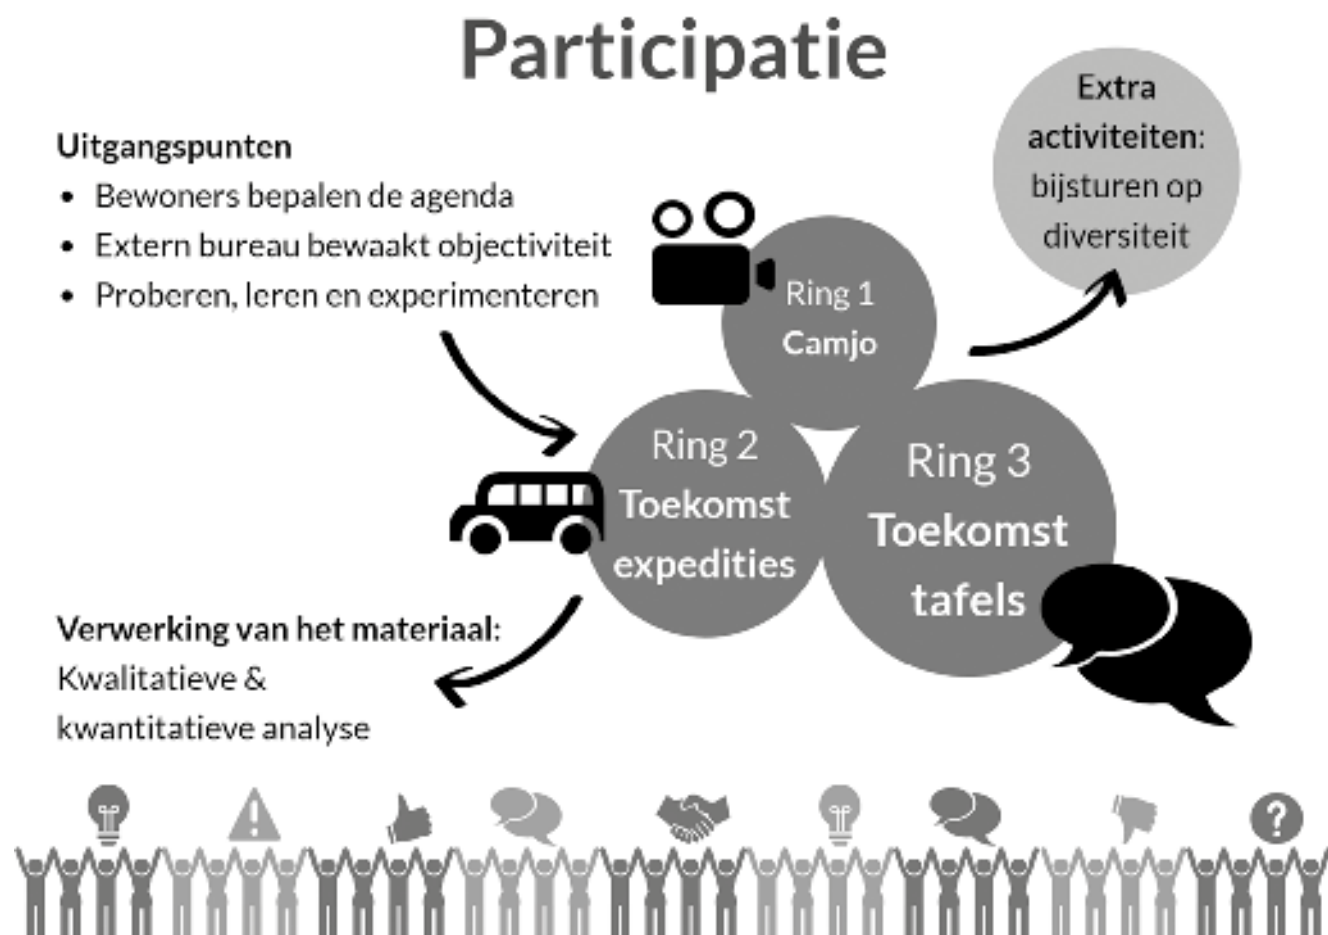 Participatie
Uitgangspunten
• Bewoners bepalen de agenda
• Extern bureau bewaakt objectiviteit
• Proberen, leren en experimenteren
Extra
activiteiten:
bijsturen op
diversiteit
Ring 1
Camjo
Ring 2
Toekomst
expedities
Ring 3
Toekomst
tafels
Verwerking van het materiaal:
Kwalitatieve &
kwantitatieve analyse